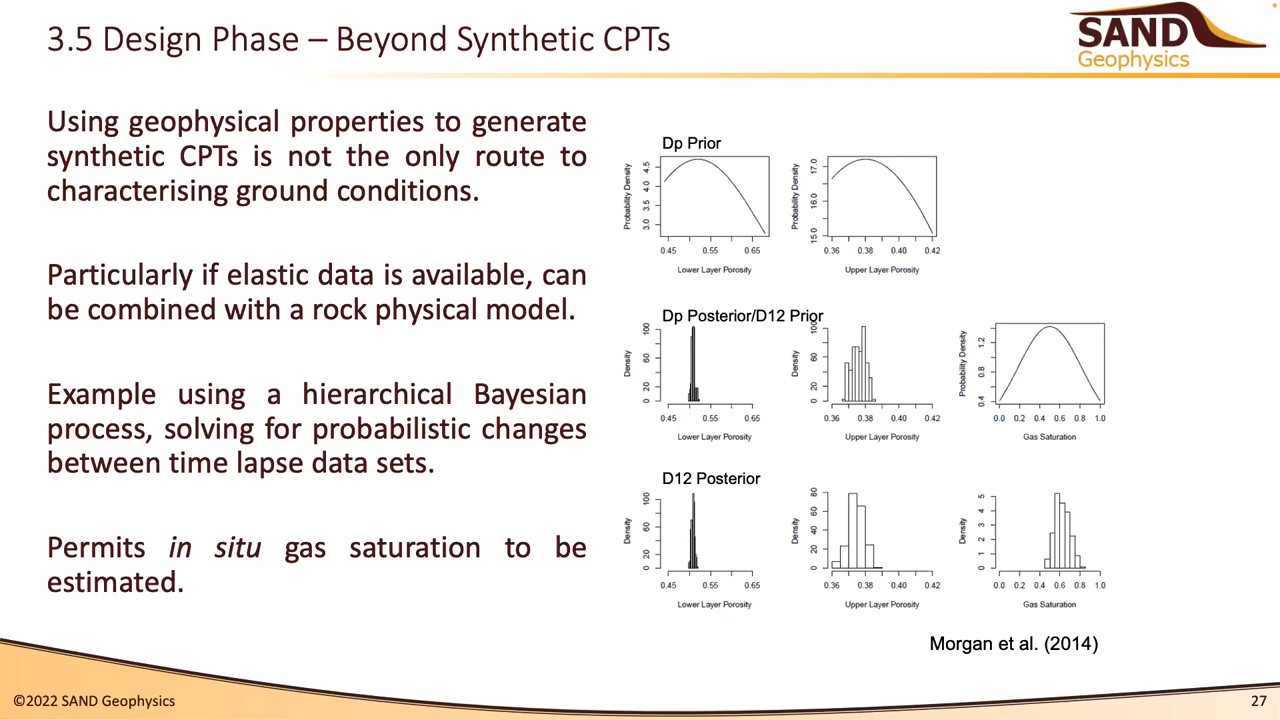 3.5 Design Phase – Beyond Synthetic CPTs
SAND
Geophysics
Using geophysical properties to generate
synthetic CPTs is not the only route to
characterising ground conditions.
Particularly if elastic data is available, can
be combined with a rock physical model.
Example using a hierarchical Bayesian
process, solving for probabilistic changes
between time lapse data sets.
Permits in situ gas saturation to be
estimated.
Dp Prior
Probability Density
3.0 3.5 4.0 4.5
0.45 0.55 0.65
Lower Layer Porosity
Probability Density
15.0 16.0 17.0
0.36 0.38 0.40 0.42
Upper Layer Porosity
Dp Posterior/D12 Prior
Density
0 20 60 100
0.45 0.55 0.65
Lower Layer Porosity
Density
0 20 60 100
0.36 0.38 0.40 0.42
Upper Layer Porosity
Probability Density
0.4 0.8 1.2
0.0 0.2 0.4 0.6 0.8 1.0
Gas Saturation
D12 Posterior
Density
0 20 60 100
0.45 0.55 0.65
Lower Layer Porosity
Density
0 20 40 60 80
0.36 0.38 0.40 0.42
Upper Layer Porosity
Density
0 1 2 3 4 5
0.0 0.2 0.4 0.6 0.8 1.0
Gas Saturation
Morgan et al. (2014)
©2022 SAND Geophysics
27